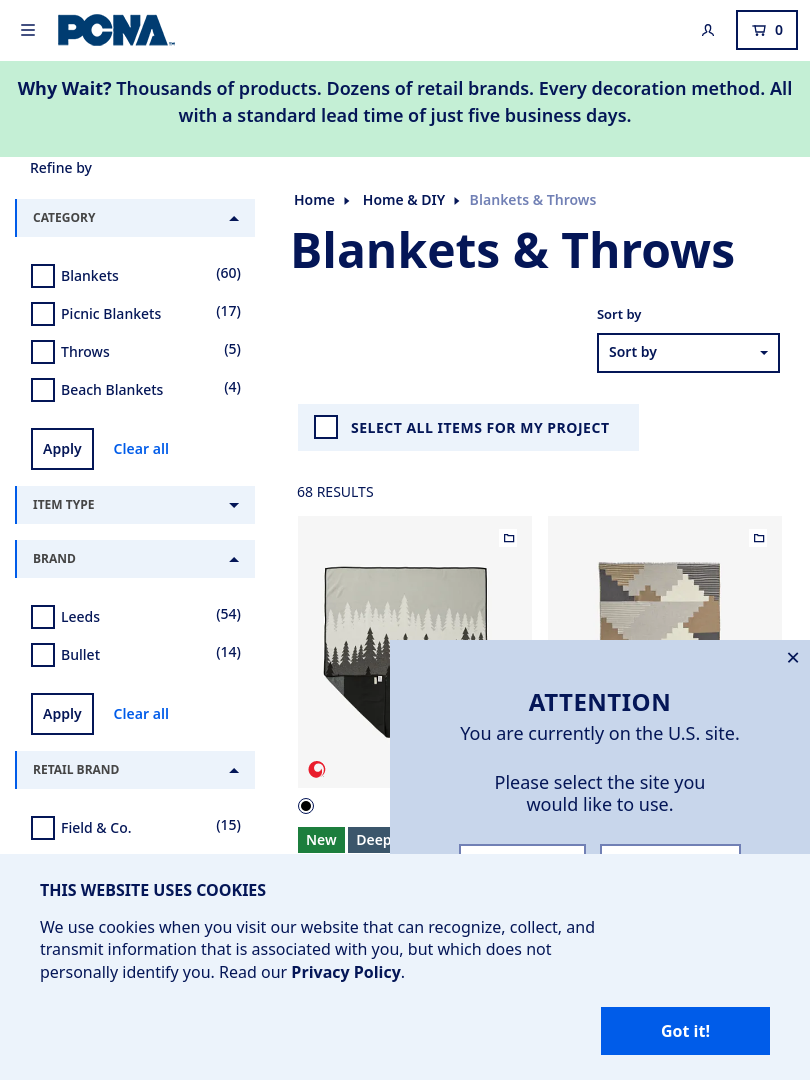 PCNA
0
Why Wait? Thousands of products. Dozens of retail brands. Every decoration method. All
with a standard lead time of just five business days.
Refine by
CATEGORY
Blankets (60)
Picnic Blankets (17)
Throws (5)
Beach Blankets (4)
Apply Clear all
ITEM TYPE
BRAND
Leeds (54)
Bullet (14)
Apply Clear all
RETAIL BRAND
Field & Co. (15)
Home Home & DIY Blankets & Throws
Blankets & Throws
Sort by
Sort by
SELECT ALL ITEMS FOR MY PROJECT
68 RESULTS
New Deep
ATTENTION
You are currently on the U.S. site.
Please select the site you
would like to use.
THIS WEBSITE USES COOKIES
We use cookies when you visit our website that can recognize, collect, and
transmit information that is associated with you, but which does not
personally identify you. Read our Privacy Policy.
Got it!